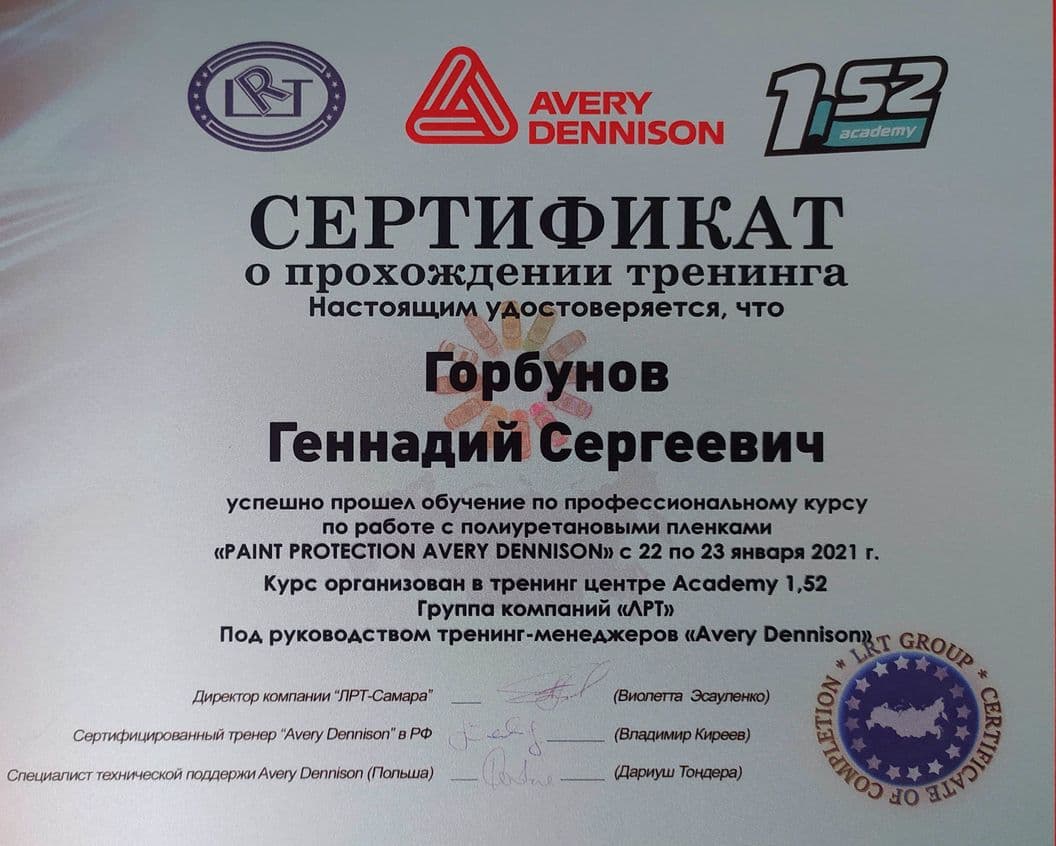 LRT
AVERY
DENNISON
1.52
academy
СЕРТИФИКАТ
о прохождении тренинга
Настоящим удостоверяется, что
Горбунов
Геннадий Сергеевич
успешно прошел обучение по профессиональному курсу
по работе с полиуретановыми пленками
«PAINT PROTECTION AVERY DENNISON» с 22 по 23 января 2021 г.
Курс организован в тренинг центре Academy 1,52
Группа компаний «ЛРТ»
Под руководством тренинг-менеджеров «Avery Dennison»
Директор компании “ЛРТ-Самара” (Виолетта Эсауленко)
Сертифицированный тренер “Avery Dennison” в РФ (Владимир Киреев)
Специалист технической поддержки Avery Dennison (Польша) (Дариуш Тондера)
* LRT GROUP * CERTIFICATE OF COMPLETION